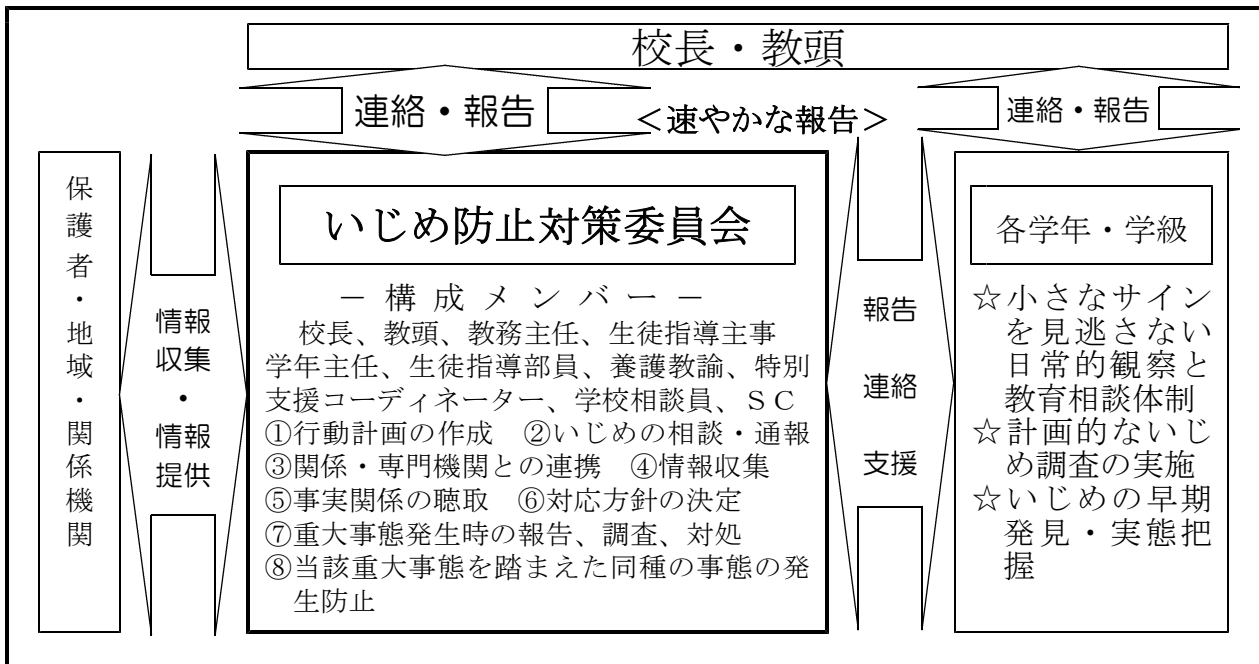 校長・教頭
連絡・報告
＜速やかな報告＞
連絡・報告
保護者・地域・関係機関
情報
収集
・
情報
提供
いじめ防止対策委員会
－ 構 成 メ ン バ ー －
校長、教頭、教務主任、生徒指導主事
学年主任、生徒指導部員、養護教諭、特別
支援コーディネーター、学校相談員、ＳＣ
①行動計画の作成　②いじめの相談・通報
③関係・専門機関との連携　④情報収集
⑤事実関係の聴取　⑥対応方針の決定
⑦重大事態発生時の報告、調査、対処
⑧当該重大事態を踏まえた同種の事態の発
生防止
報告
連絡
支援
各学年・学級
☆小さなサイン
を見逃さない
日常的観察と
教育相談体制
☆計画的ないじ
め調査の実施
☆いじめの早期
発見・実態把
握